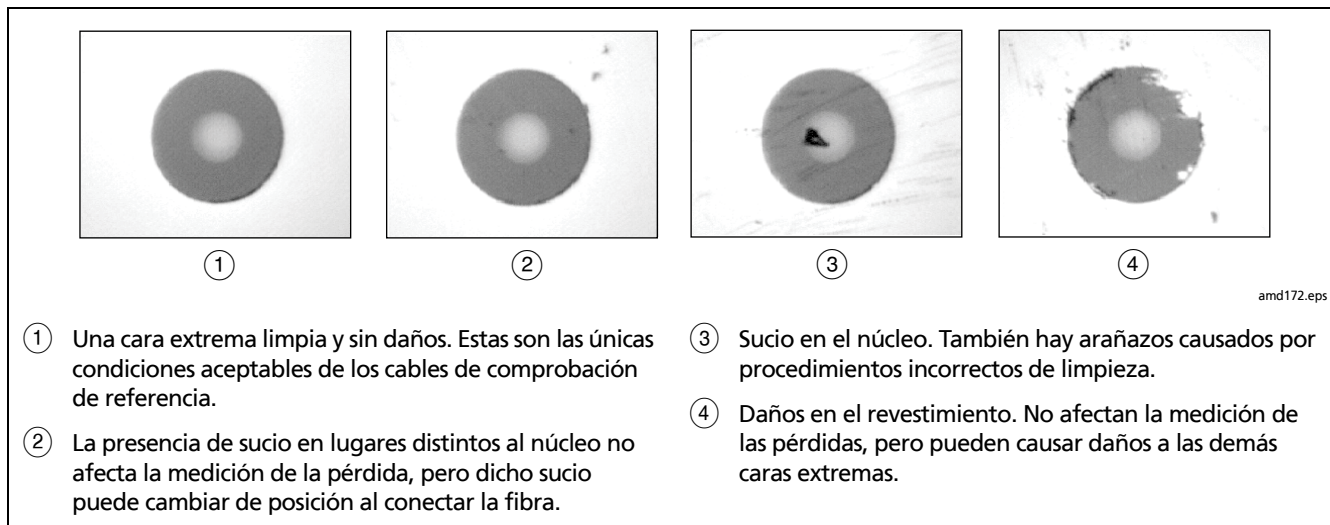 1
2
3
4
amd172.eps
1 Una cara extrema limpia y sin daños. Estas son las únicas
condiciones aceptables de los cables de comprobación
de referencia.
2 La presencia de sucio en lugares distintos al núcleo no
afecta la medición de la pérdida, pero dicho sucio
puede cambiar de posición al conectar la fibra.
3 Sucio en el núcleo. También hay arañazos causados por
procedimientos incorrectos de limpieza.
4 Daños en el revestimiento. No afectan la medición de
las pérdidas, pero pueden causar daños a las demás
caras extremas.